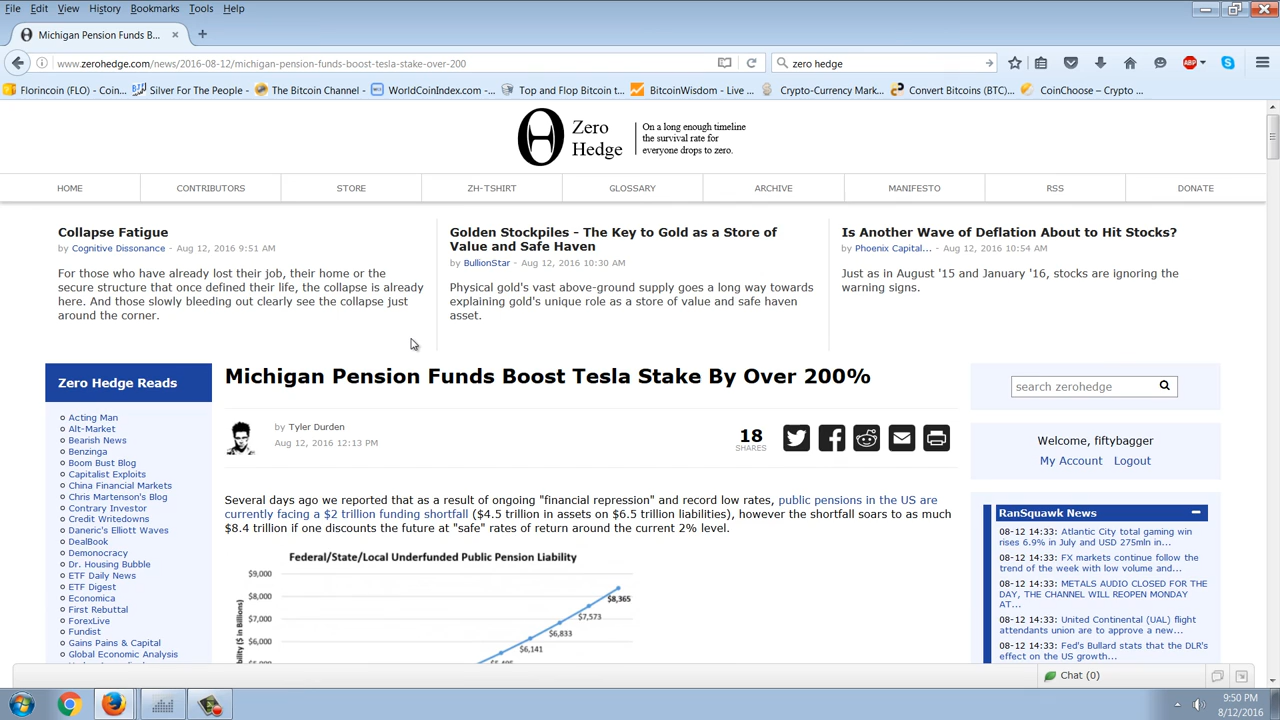 File Edit View History Bookmarks Tools Help
Michigan Pension Funds B...
www.zerohedge.com/news/2016-08-12/michigan-pension-funds-boost-tesla-stake-over-200
zero hedge
ABP
Florincoin (FLO) - Coin...
Silver For The People -
The Bitcoin Channel -
WorldCoinIndex.com -...
Top and Flop Bitcoin t...
BitcoinWisdom - Live ...
Crypto-Currency Mark...
Convert Bitcoins (BTC)...
CoinChoose – Crypto ...
Zero
Hedge
On a long enough timeline
the survival rate for
everyone drops to zero.
HOME CONTRIBUTORS STORE ZH-TSHIRT GLOSSARY ARCHIVE MANIFESTO RSS DONATE
Collapse Fatigue
by Cognitive Dissonance - Aug 12, 2016 9:51 AM
For those who have already lost their job, their home or the
secure structure that once defined their life, the collapse is already
here. And those slowly bleeding out clearly see the collapse just
around the corner.
Golden Stockpiles - The Key to Gold as a Store of
Value and Safe Haven
by BullionStar - Aug 12, 2016 10:30 AM
Physical gold's vast above-ground supply goes a long way towards
explaining gold's unique role as a store of value and safe haven
asset.
Is Another Wave of Deflation About to Hit Stocks?
by Phoenix Capital... - Aug 12, 2016 10:54 AM
Just as in August '15 and January '16, stocks are ignoring the
warning signs.
Zero Hedge Reads
Acting Man
Alt-Market
Bearish News
Benzinga
Boom Bust Blog
Capitalist Exploits
China Financial Markets
Chris Martenson's Blog
Contrary Investor
Credit Writedowns
Daneric's Elliott Waves
DealBook
Demonocracy
Dr. Housing Bubble
ETF Daily News
ETF Digest
Economica
First Rebuttal
ForexLive
Fundist
Gains Pains & Capital
Global Economic Analysis
Michigan Pension Funds Boost Tesla Stake By Over 200%
by Tyler Durden
Aug 12, 2016 12:13 PM
18
SHARES
Several days ago we reported that as a result of ongoing "financial repression" and record low rates, public pensions in the US are
currently facing a $2 trillion funding shortfall ($4.5 trillion in assets on $6.5 trillion liabilities), however the shortfall soars to as much
$8.4 trillion if one discounts the future at "safe" rates of return around the current 2% level.
Federal/State/Local Underfunded Public Pension Liability
$9,000
$8,000
$7,000
$6,000
$8,365
$7,573
$6,833
$6,141
search zerohedge
Welcome, fiftybagger
My Account Logout
RanSquawk News
08-12 14:33: Atlantic City total gaming win
rises 6.9% in July and USD 275mln in...
08-12 14:33: FX markets continue follow the
trend of the week with low volume and...
08-12 14:33: METALS AUDIO CLOSED FOR THE
DAY, THE CHANNEL WILL REOPEN MONDAY
AT...
08-12 14:33: United Continental (UAL) flight
attendants union are to approve a new...
08-12 14:33: Fed's Bullard stats that the DLR's
effect on the US growth...
Chat (0)
9:50 PM
8/12/2016